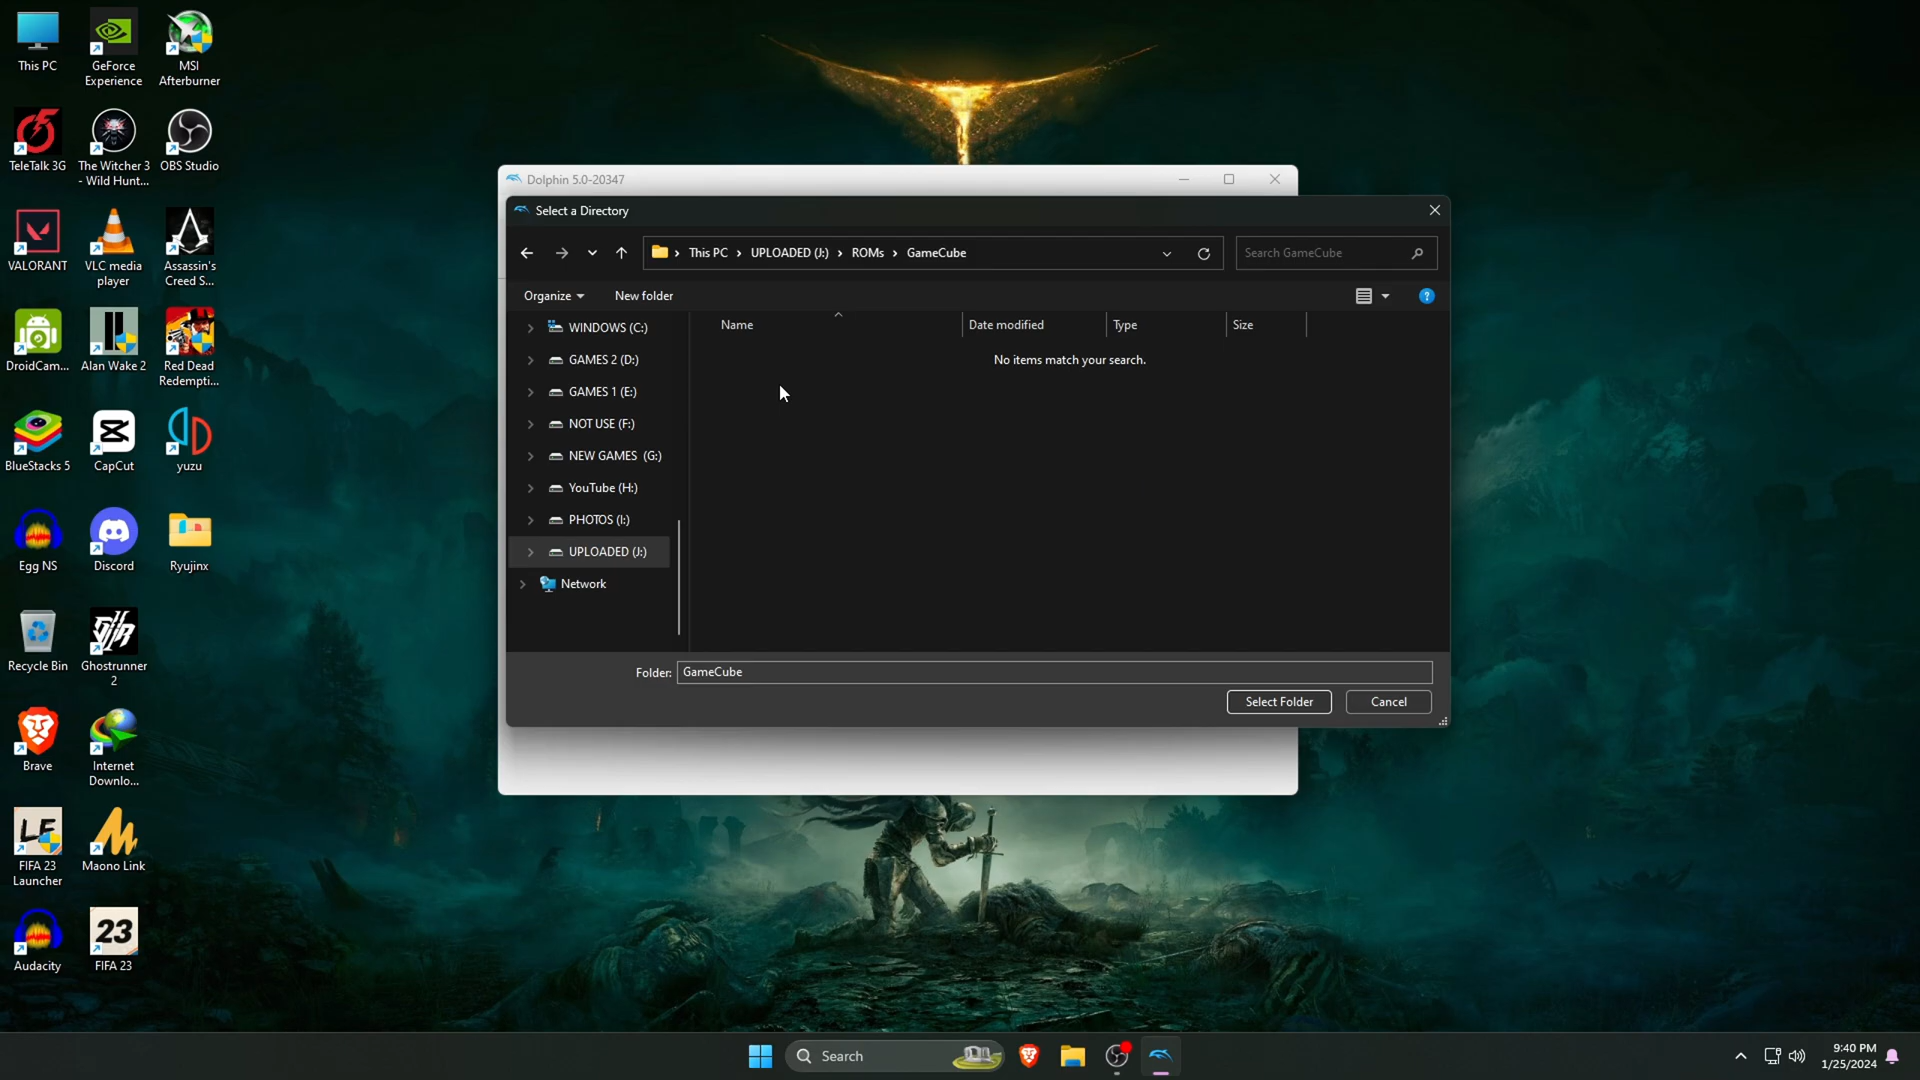 This PC
GeForce
Experience
MSI
Afterburner
TeleTalk 3G
The Witcher 3
- Wild Hunt...
OBS Studio
VALORANT
VLC media
player
Assassin's
Creed S...
DroidCam...
Alan Wake 2
Red Dead
Redempti...
BlueStacks 5
CapCut
yuzu
Egg NS
Discord
Ryujinx
Recycle Bin
Ghostrunner
2
Brave
Internet
Downlo...
FIFA 23
Launcher
Maono Link
Audacity
23
FIFA 23
Dolphin 5.0-20347
Select a Directory
This PC > UPLOADED (J:) > ROMs > GameCube
Search GameCube
Organize
New folder
Name
Date modified
Type
Size
No items match your search.
WINDOWS (C:)
GAMES 2 (D:)
GAMES 1 (E:)
NOT USE (F:)
NEW GAMES (G:)
YouTube (H:)
PHOTOS (I:)
UPLOADED (J:)
Network
Folder: GameCube
Select Folder
Cancel
Search
9:40 PM
1/25/2024